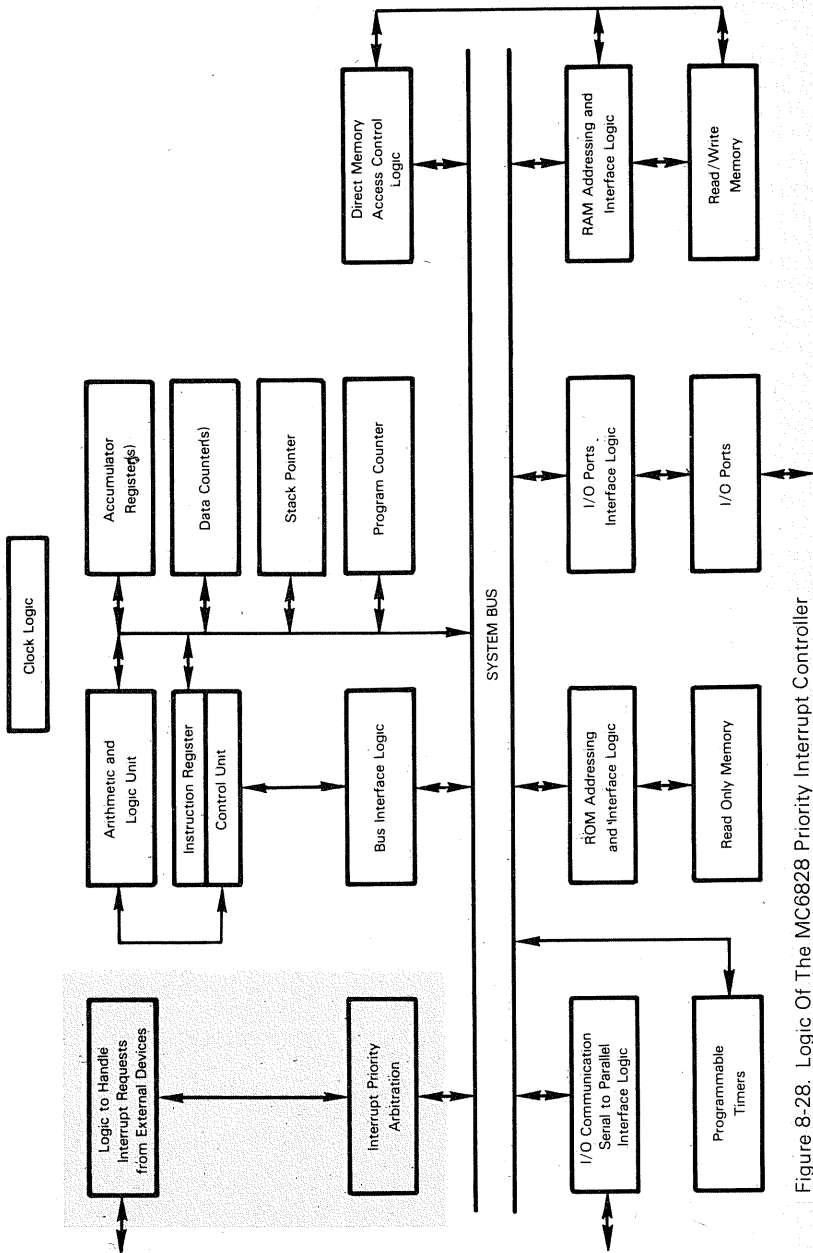 Clock Logic
Logic to Handle
Interrupt Requests
from External Devices
Interrupt Priority
Arbitration
Arithmetic and
Logic Unit
Instruction Register
Control Unit
Bus Interface Logic
Accumulator
Register(s)
Data Counter(s)
Stack Pointer
Program Counter
Direct Memory
Access Control
Logic
SYSTEM BUS
I/O Communication
Serial to Parallel
Interface Logic
Programmable
Timers
ROM Addressing
and Interface Logic
Read Only Memory
I/O Ports
Interface Logic
I/O Ports
RAM Addressing and
Interface Logic
Read/Write
Memory
Figure 8-28. Logic Of The MC6828 Priority Interrupt Controller